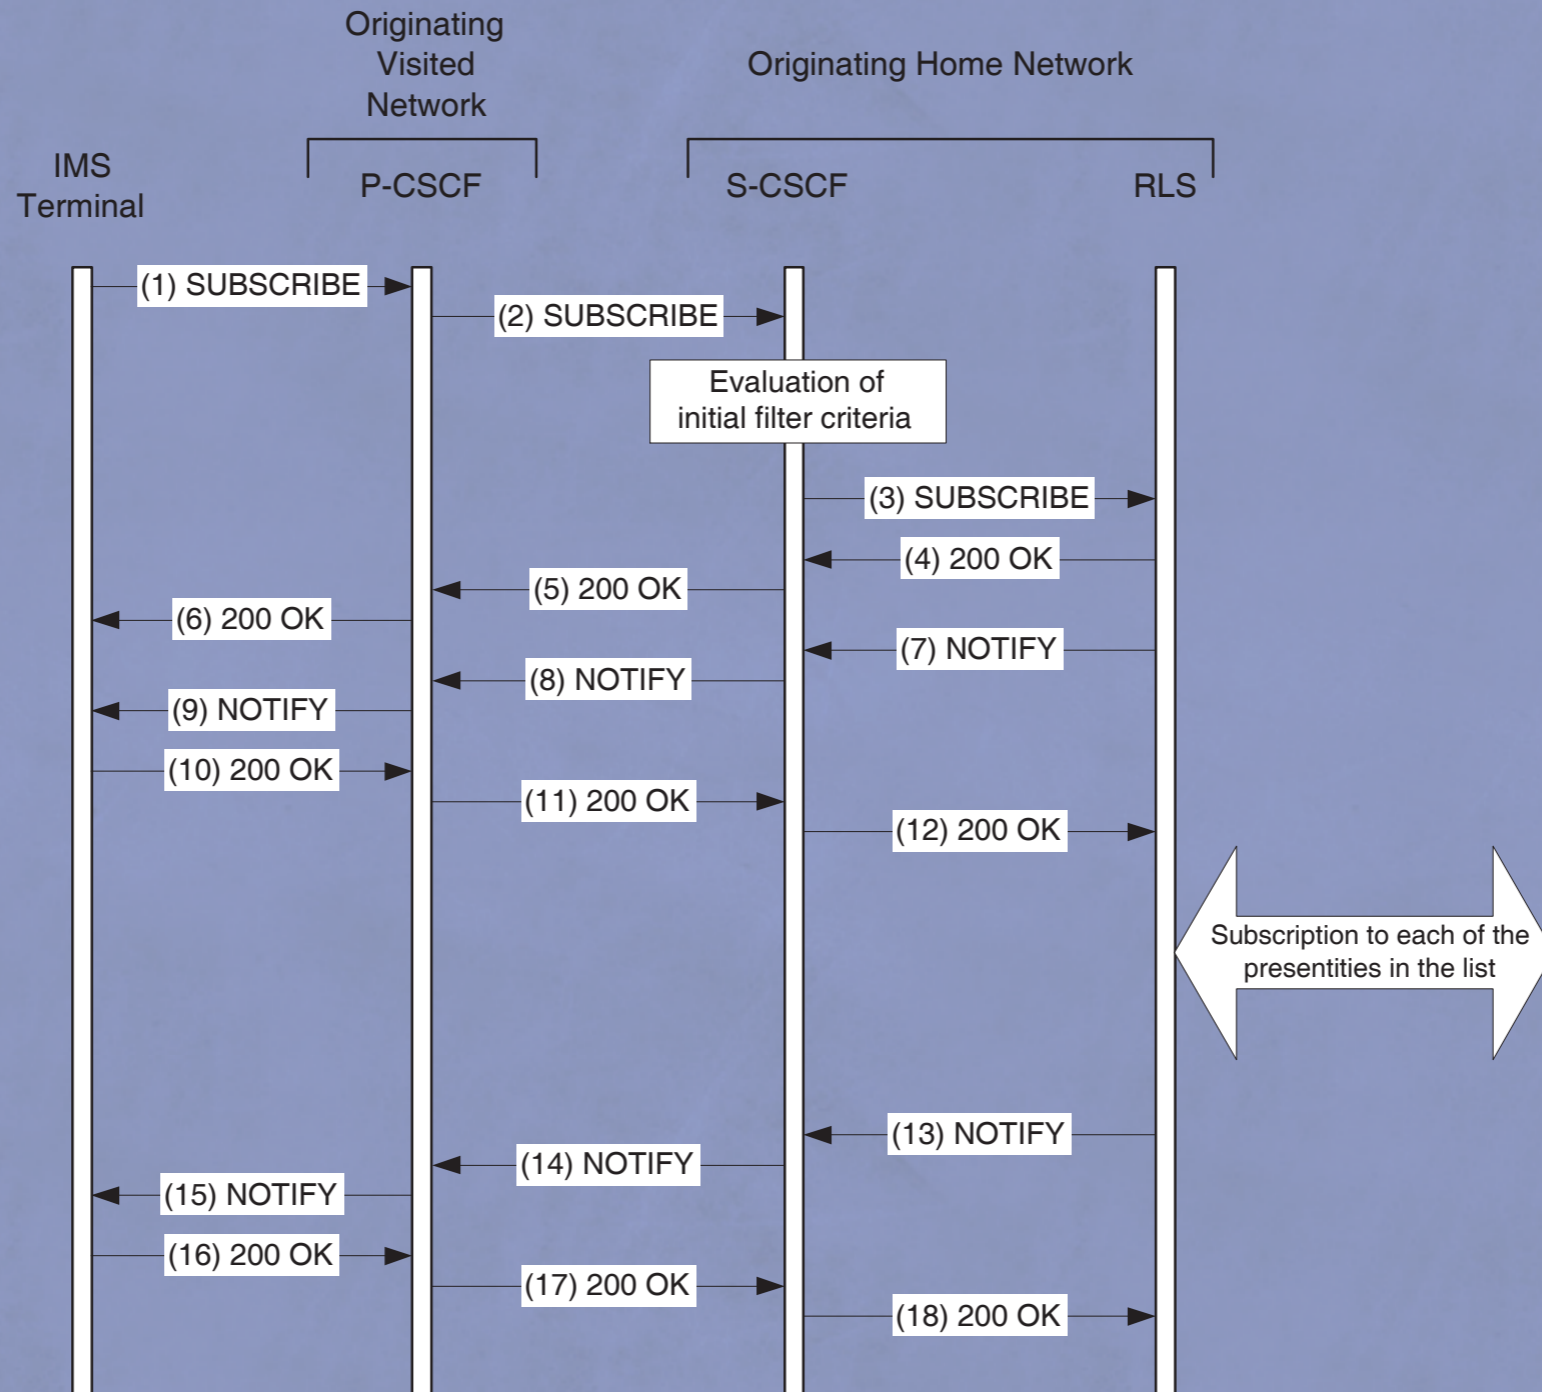 Originating
Visited
Network
Originating Home Network
IMS
Terminal
P-CSCF
S-CSCF
RLS
(1) SUBSCRIBE
(2) SUBSCRIBE
Evaluation of
initial filter criteria
(3) SUBSCRIBE
(4) 200 OK
(5) 200 OK
(6) 200 OK
(7) NOTIFY
(8) NOTIFY
(9) NOTIFY
(10) 200 OK
(11) 200 OK
(12) 200 OK
Subscription to each of the
presentities in the list
(13) NOTIFY
(14) NOTIFY
(15) NOTIFY
(16) 200 OK
(17) 200 OK
(18) 200 OK